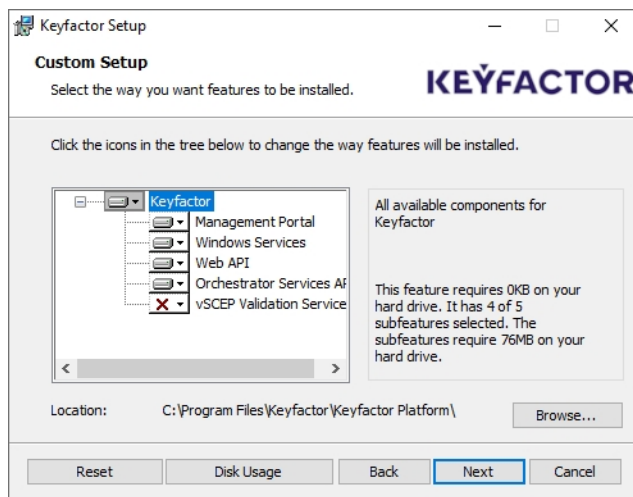 Keyfactor Setup
Custom Setup
Select the way you want features to be installed.
KEYFACTOR
Click the icons in the tree below to change the way features will be installed.
Keyfactor
Management Portal
Windows Services
Web API
Orchestrator Services AP
vSCEP Validation Service
All available components for
Keyfactor
This feature requires 0KB on your
hard drive. It has 4 of 5
subfeatures selected. The
subfeatures require 76MB on your
hard drive.
Location: C:\Program Files\Keyfactor\Keyfactor Platform\ Browse...
Reset Disk Usage Back Next Cancel